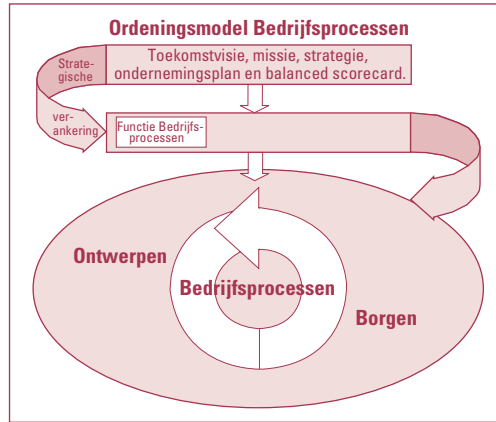 Ordeningsmodel Bedrijfsprocessen
Strate-
gische
Toekomstvisie, missie, strategie,
ondernemingsplan en balanced scorecard.
ver-
ankering
Functie Bedrijfs-
processen
Ontwerpen
Bedrijfsprocessen
Borgen